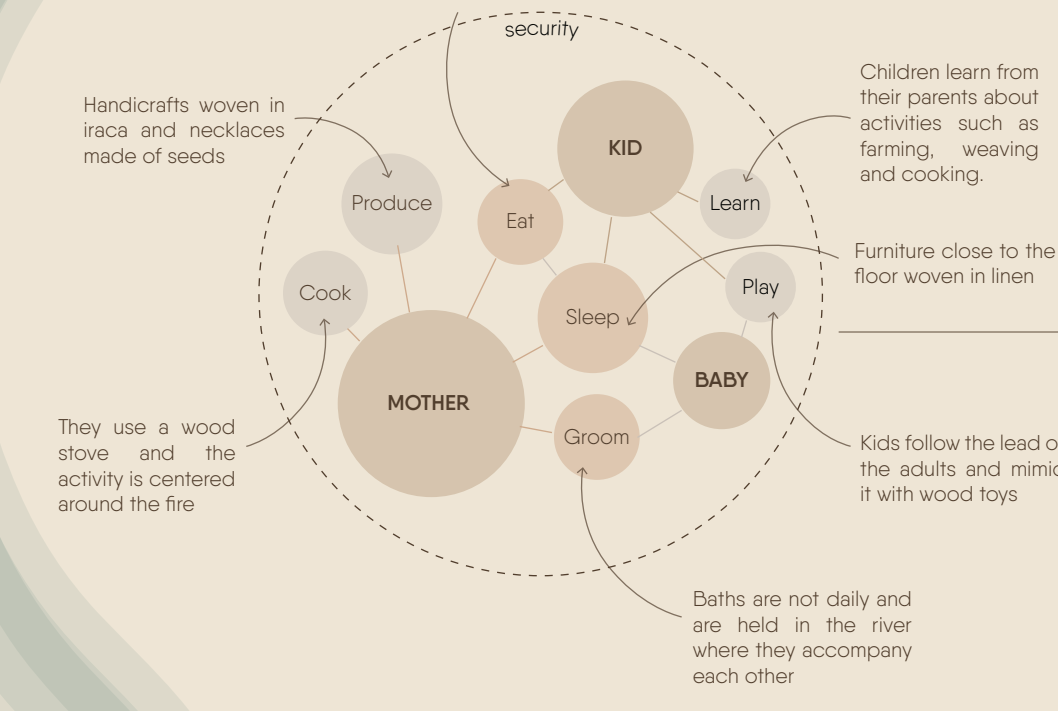 security
Handicrafts woven in
iraca and necklaces
made of seeds
Children learn from
their parents about
activities such as
farming, weaving
and cooking.
KID
Produce
Eat
Learn
Furniture close to the
floor woven in linen
Cook
Play
Sleep
BABY
MOTHER
Groom
They use a wood
stove and the
activity is centered
around the fire
Kids follow the lead
the adults and mimic
it with wood toys
Baths are not daily and
are held in the river
where they accompany
each other